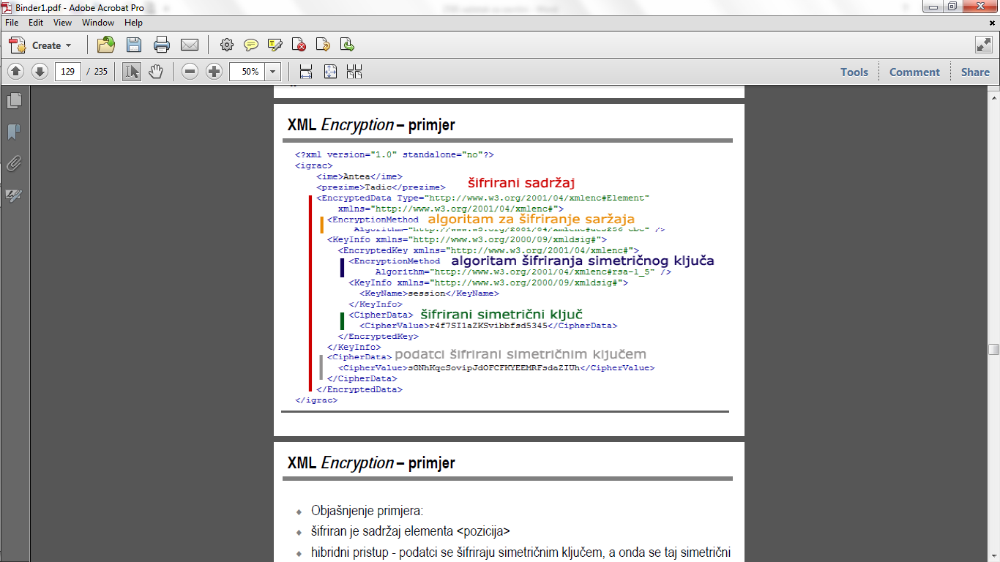 Binder1.pdf - Adobe Acrobat Pro
File Edit View Window Help
Create
129 / 235 50% Tools Comment Share
XML Encryption – primjer
<?xml version="1.0" standalone="no"?>
<igrac>
<ime>Antea</ime>
<prezime>Tadic</prezime>
šifrirani sadržaj
<EncryptedData Type="http://www.w3.org/2001/04/xmlenc#Element"
xmlns="http://www.w3.org/2001/04/xmlenc#">
<EncryptionMethod algoritam za šifriranje saržaja
Algorithm="http://www.w3.org/2001/04/xmlenc#aes256-cbc" />
<KeyInfo xmlns="http://www.w3.org/2000/09/xmldsig#">
<EncryptedKey xmlns="http://www.w3.org/2001/04/xmlenc#">
<EncryptionMethod algoritam šifriranja simetričnog ključa
Algorithm="http://www.w3.org/2001/04/xmlenc#rsa-1_5" />
<KeyInfo xmlns="http://www.w3.org/2000/09/xmldsig#">
<KeyName>session</KeyName>
</KeyInfo>
<CipherData> šifrirani simetrični ključ
<CipherValue>r4f7SI1aZKSvibbfsd5345</CipherData>
</EncryptedKey>
</KeyInfo>
<CipherData> podatci šifrirani simetričnim ključem
<CipherValue>sGNhKqcSovipJdOFCFKYEEMRFsdaZIUh</CipherValue>
</CipherData>
</EncryptedData>
</igrac>
XML Encryption – primjer
Objašnjenje primjera:
šifriran je sadržaj elementa <pozicija>
hibridni pristup - podatci se šifriraju simetričnim ključem, a onda se taj simetrični